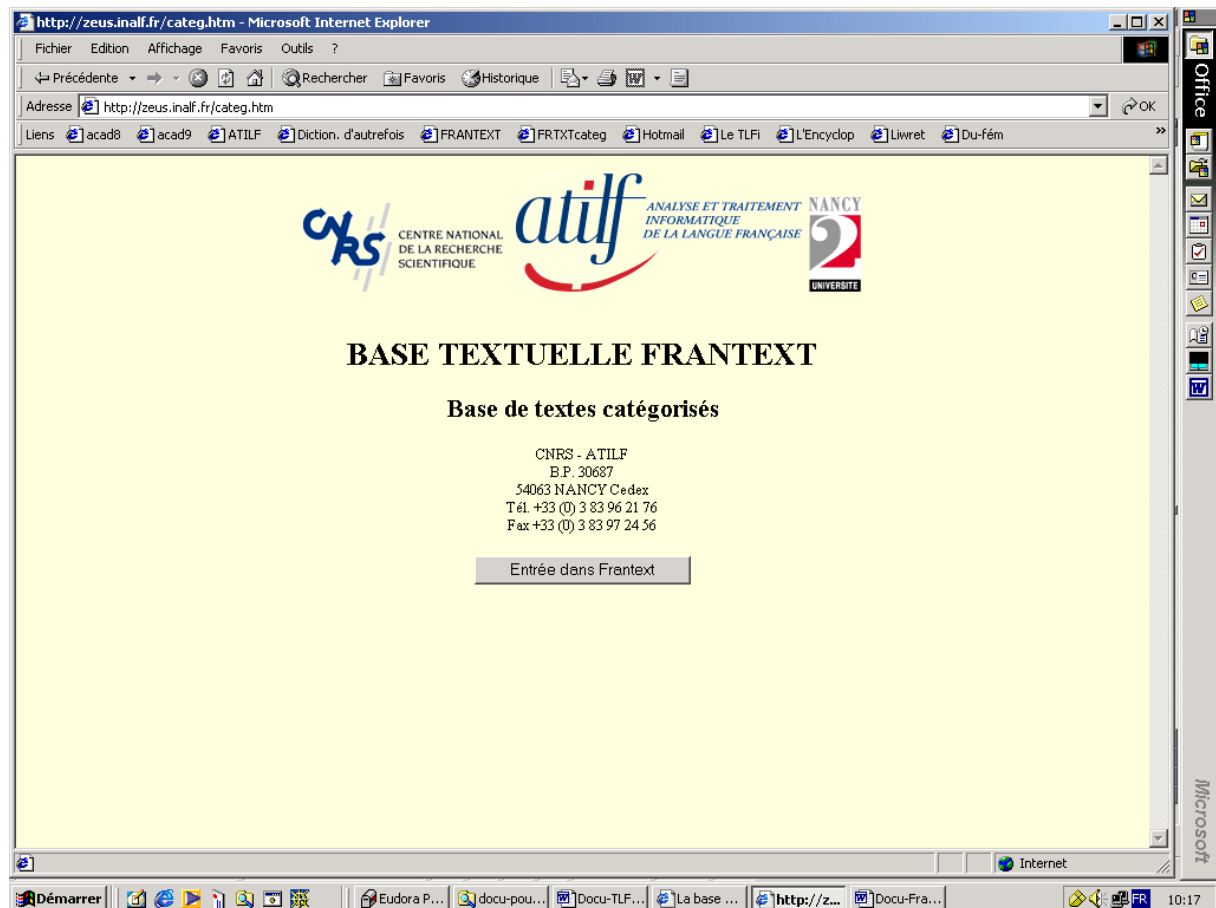 http://zeus.inalf.fr/categ.htm - Microsoft Internet Explorer
Fichier Edition Affichage Favoris Outils ?
Précédente Rechercher Favoris Historique
Adresse http://zeus.inalf.fr/categ.htm OK
Liens acad8 acad9 ATILF Diction. d'autrefois FRANTEXT FRTXTcateg Hotmail Le TLFi L'Encyclop Liwret Du-fém »
CNRS
CENTRE NATIONAL
DE LA RECHERCHE
SCIENTIFIQUE
atilf
ANALYSE ET TRAITEMENT
INFORMATIQUE
DE LA LANGUE FRANÇAISE
NANCY
2
UNIVERSITE
BASE TEXTUELLE FRANTEXT
Base de textes catégorisés
CNRS - ATILF
B.P. 30687
54063 NANCY Cedex
Tél. +33 (0) 3 83 96 21 76
Fax +33 (0) 3 83 97 24 56
Entrée dans Frantext
Internet
Office
Microsoft
Démarrer Eudora P... docu-pou... Docu-TLF... La base ... http://z... Docu-Fra... FR 10:17